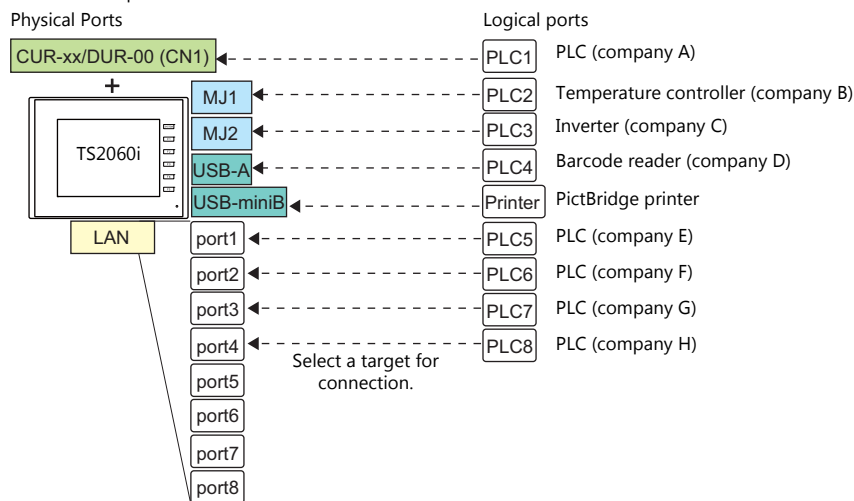 Physical Ports
Logical ports
CUR-xx/DUR-00 (CN1)
PLC1
PLC (company A)
+
MJ1
PLC2
Temperature controller (company B)
MJ2
PLC3
Inverter (company C)
TS2060i
USB-A
PLC4
Barcode reader (company D)
USB-miniB
Printer
PictBridge printer
LAN
port1
PLC5
PLC (company E)
port2
PLC6
PLC (company F)
port3
PLC7
PLC (company G)
port4
PLC8
PLC (company H)
Select a target for
connection.
port5
port6
port7
port8